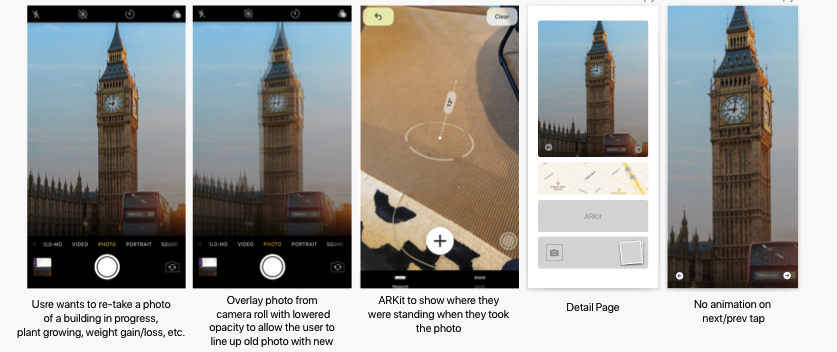 Clear
SLO-MO VIDEO PHOTO PORTRAIT SQUARE
SLO-MO VIDEO PHOTO PORTRAIT SQUARE
ARKit
Usre wants to re-take a photo
of a building in progress,
plant growing, weight gain/loss, etc.
Overlay photo from
camera roll with lowered
opacity to allow the user to
line up old photo with new
ARKit to show where they
were standing when they took
the photo
Detail Page
No animation on
next/prev tap